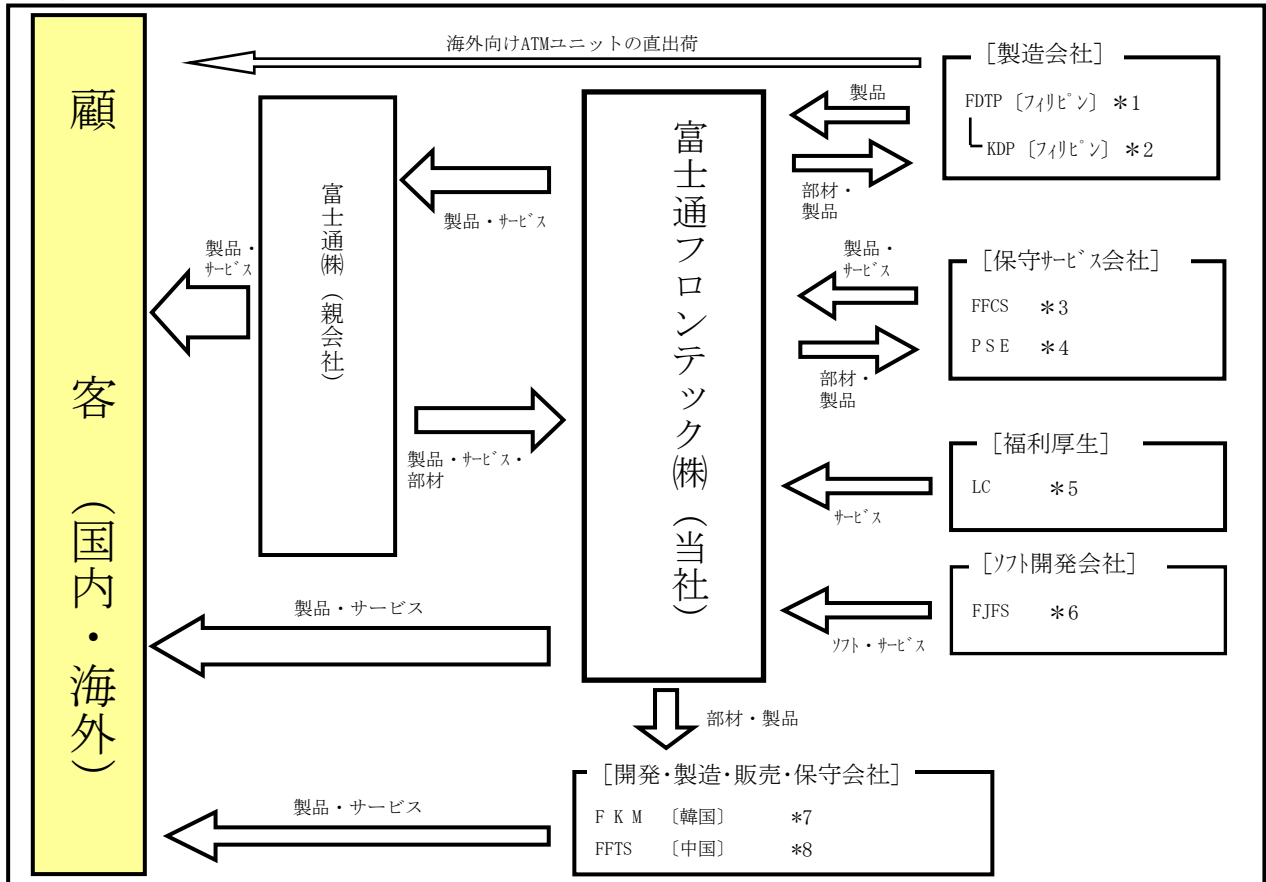 海外向けATMユニットの直出荷
［製造会社］
FDTP〔フィリピン〕＊1
KDP〔フィリピン〕＊2
製品
部材・
製品
顧　客　（国内・海外）
富士通㈱（親会社）
富士通フロンテック㈱（当社）
製品・サービス
製品・
サービス
製品・サービス・
部材
製品・
サービス
［保守サービス会社］
FFCS　＊3
P S E　＊4
部材・
製品
［福利厚生］
LC　＊5
サービス
［ソフト開発会社］
FJFS　＊6
ソフト・サービス
製品・サービス
部材・製品
［開発・製造・販売・保守会社］
F K M　〔韓国〕　*7
FFTS　〔中国〕　*8
製品・サービス